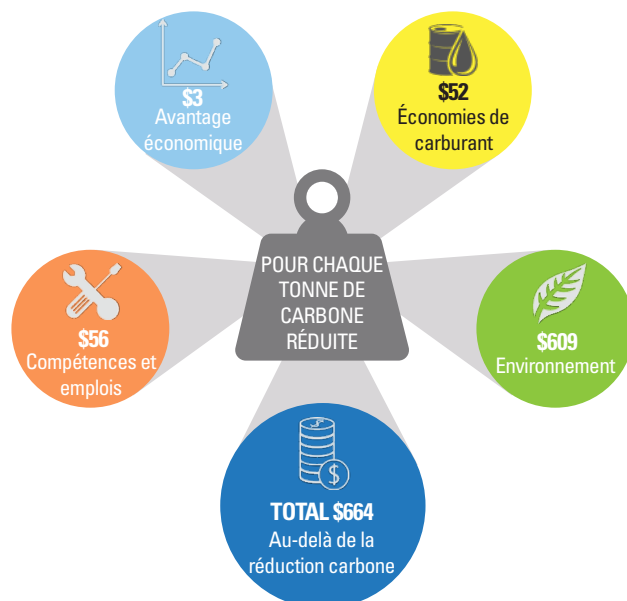 $3
Avantage
économique
$52
Économies de
carburant
POUR CHAQUE
TONNE DE
CARBONE
RÉDUITE
$56
Compétences et
emplois
$609
Environnement
$
TOTAL $664
Au-delà de la
réduction carbone